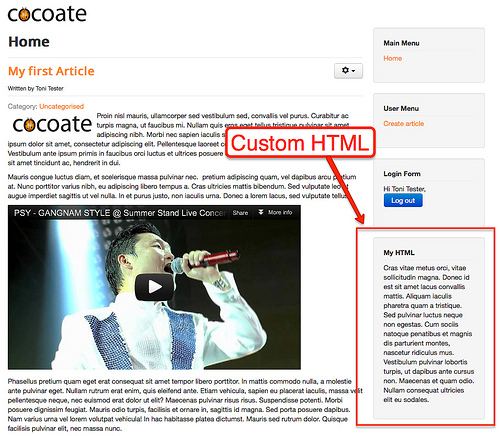 cocoate
Home
My first Article
Written by Toni Tester
Category: Uncategorised
cocoate
Proin nisl mauris, ullamcorper sed vestibulum sed, convallis vel purus. Curabitur ac
turpis magna, ut faucibus mi. Nullam quis eros eget tellus tristique pulvinar sit amet
adipiscing nibh. Morbi nec sapien iaculis
ipsum dolor sit amet, consectetur adipiscing elit. Pellentesque laoreet
Vestibulum ante ipsum primis in faucibus orci luctus et ultrices posuere
sit amet tincidunt ac, hendrerit in dui.
Mauris congue luctus diam, et scelerisque massa pulvinar nec. pretium adipiscing quam, vel dapibus arcu pretium
at. Nunc porttitor varius nibh, eu adipiscing libero tempus a. Cras ultricies mattis bibendum. Sed vulputate
augue imperdiet sagittis ut vel nulla. In et purus justo, non iaculis urna. Donec a lorem lacus, sed vulputate tellus.
PSY - GANGNAM STYLE @ Summer Stand Live Concert
Share
More info
Phasellus pretium quam eget erat consequat sit amet tempor libero porttitor. In mattis commodo nulla, a molestie
ante pulvinar eget. Nullam rutrum erat enim, quis eleifend ante. Etiam vehicula, sapien eu placerat iaculis, massa velit
pellentesque neque, nec euismod erat dolor ut elit? Maecenas pulvinar risus risus. Suspendisse potenti. Morbi
posuere dignissim feugiat. Mauris odio turpis, facilisis et ornare in, sagittis id magna. Sed porta posuere dapibus.
Nam varius urna vel lorem volutpat vehicula! In hac habitasse platea dictumst. Mauris sed rutrum dolor. Quisque
facilisis pulvinar elit, nec massa nunc.
Custom HTML
Main Menu
Home
User Menu
Create article
Login Form
Hi Toni Tester,
Log out
My HTML
Cras vitae metus orci, vitae
sollicitudin magna. Donec id
est sit amet lacus convallis
mattis. Aliquam iaculis
pharetra quam a tristique.
Sed pulvinar luctus neque
non egestas. Cum sociis
natoque penatibus et magnis
dis parturient montes,
nascetur ridiculus mus.
Vestibulum pulvinar lobortis
turpis, ut dapibus ante cursus
non. Maecenas et quam odio.
Nullam consequat ultricies
elit eu sodales.